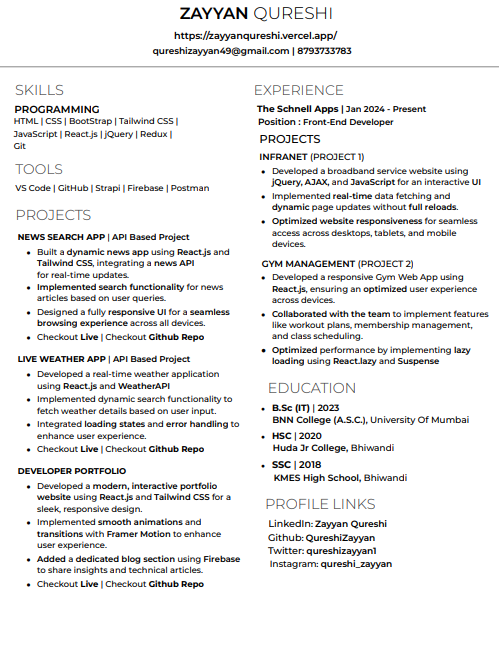 ZAYYAN QURESHI
https://zayyanqureshi.vercel.app/
qureshizayyan49@gmail.com | 8793733783
SKILLS
PROGRAMMING
HTML | CSS | BootStrap | Tailwind CSS |
JavaScript | React.js | jQuery | Redux |
Git
TOOLS
VS Code | GitHub | Strapi | Firebase | Postman
PROJECTS
NEWS SEARCH APP | API Based Project
• Built a dynamic news app using React.js and
Tailwind CSS, integrating a news API
for real-time updates.
• Implemented search functionality for news
articles based on user queries.
• Designed a fully responsive UI for a seamless
browsing experience across all devices.
• Checkout Live | Checkout Github Repo
LIVE WEATHER APP | API Based Project
• Developed a real-time weather application
using React.js and WeatherAPI
• Implemented dynamic search functionality to
fetch weather details based on user input.
• Integrated loading states and error handling to
enhance user experience.
• Checkout Live | Checkout Github Repo
DEVELOPER PORTFOLIO
• Developed a modern, interactive portfolio
website using React.js and Tailwind CSS for a
sleek, responsive design.
• Implemented smooth animations and
transitions with Framer Motion to enhance
user experience.
• Added a dedicated blog section using Firebase
to share insights and technical articles.
• Checkout Live | Checkout Github Repo
EXPERIENCE
The Schnell Apps | Jan 2024 - Present
Position : Front-End Developer
PROJECTS
INFRANET (PROJECT 1)
• Developed a broadband service website using
jQuery, AJAX, and JavaScript for an interactive UI
• Implemented real-time data fetching and
dynamic page updates without full reloads.
• Optimized website responsiveness for seamless
access across desktops, tablets, and mobile
devices.
GYM MANAGEMENT (PROJECT 2)
• Developed a responsive Gym Web App using
React.js, ensuring an optimized user experience
across devices.
• Collaborated with the team to implement features
like workout plans, membership management,
and class scheduling.
• Optimized performance by implementing lazy
loading using React.lazy and Suspense
EDUCATION
• B.Sc (IT) | 2023
BNN College (A.S.C.), University Of Mumbai
• HSC | 2020
Huda Jr College, Bhiwandi
• SSC | 2018
KMES High School, Bhiwandi
PROFILE LINKS
LinkedIn: Zayyan Qureshi
Github: QureshiZayyan
Twitter: qureshizayyan1
Instagram: qureshi_zayyan